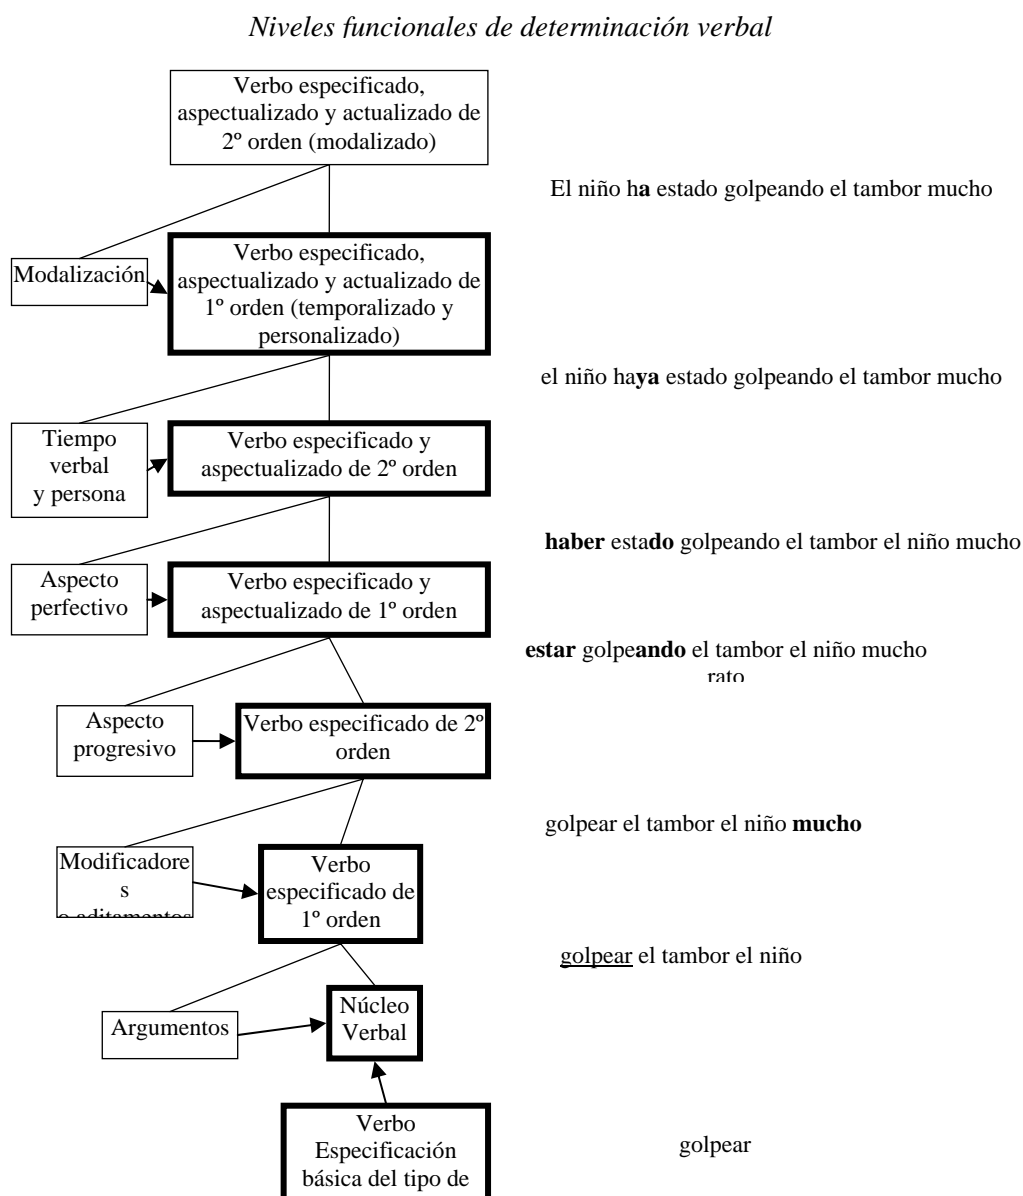 Niveles funcionales de determinación verbal
Verbo especificado,
aspectualizado y actualizado de
2º orden (modalizado)
El niño ha estado golpeando el tambor mucho
Modalización
Verbo especificado,
aspectualizado y actualizado de
1º orden (temporalizado y
personalizado)
el niño haya estado golpeando el tambor mucho
Tiempo
verbal
y persona
Verbo especificado y
aspectualizado de 2º orden
haber estado golpeando el tambor el niño mucho
Aspecto
perfectivo
Verbo especificado y
aspectualizado de 1º orden
estar golpeando el tambor el niño mucho
rato
Aspecto
progresivo
Verbo especificado de 2º
orden
golpear el tambor el niño mucho
Modificadore
s
o aditamentos
Verbo
especificado de
1º orden
golpear el tambor el niño
Argumentos
Núcleo
Verbal
Verbo
Especificación
básica del tipo de
golpear